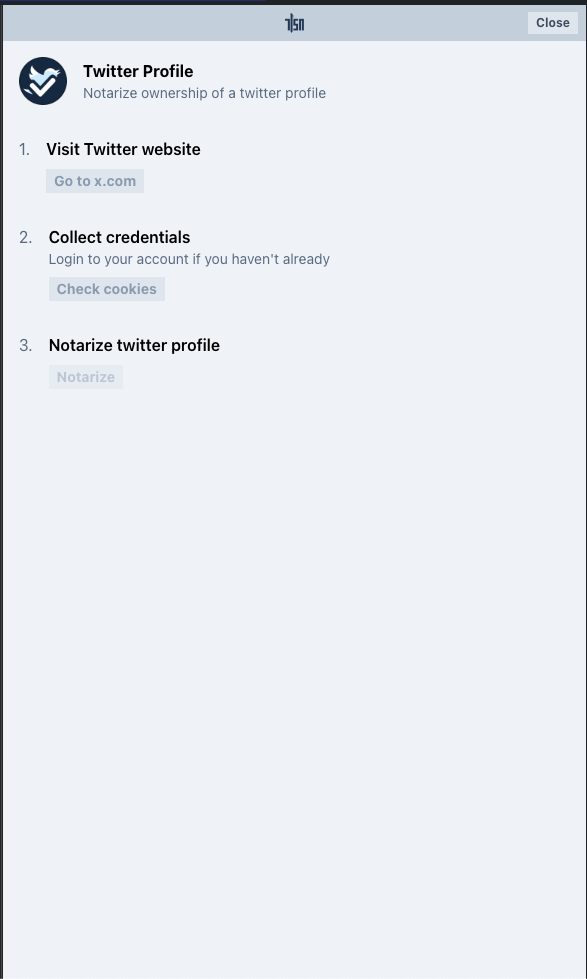 TLSN
Close
Twitter Profile
Notarize ownership of a twitter profile
1. Visit Twitter website
Go to x.com
2. Collect credentials
Login to your account if you haven't already
Check cookies
3. Notarize twitter profile
Notarize